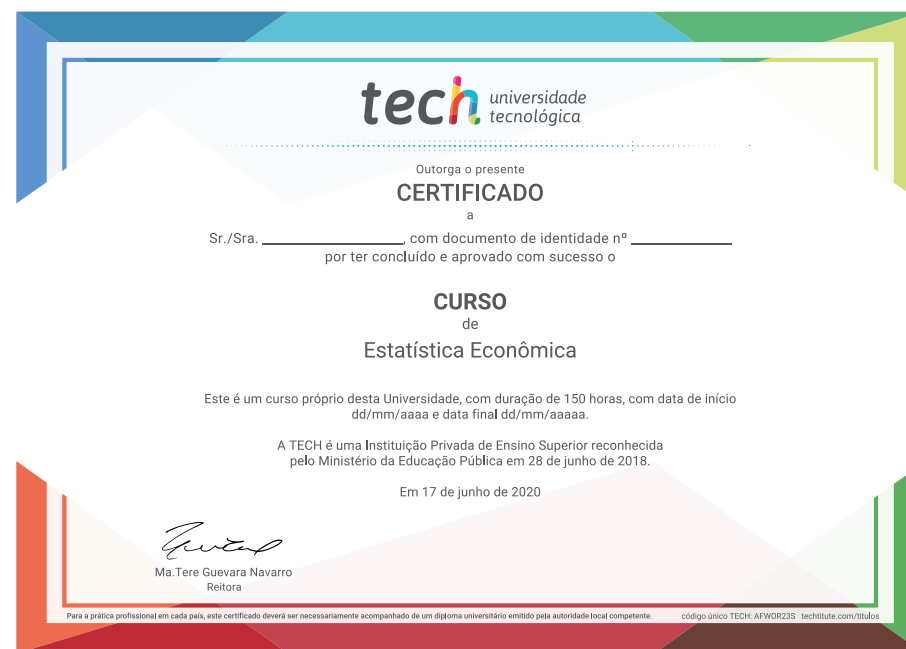 tech universidade
tecnológica
Outorga o presente
CERTIFICADO
a
Sr./Sra. ______________, com documento de identidade nº __________
por ter concluído e aprovado com sucesso o
CURSO
de
Estatística Econômica
Este é um curso próprio desta Universidade, com duração de 150 horas, com data de início
dd/mm/aaaa e data final dd/mm/aaaaa.
A TECH é uma Instituição Privada de Ensino Superior reconhecida
pelo Ministério da Educação Pública em 28 de junho de 2018.
Em 17 de junho de 2020
Ma.Tere Guevara Navarro
Reitora
Para a prática profissional em cada país, este certificado deverá ser necessariamente acompanhado de um diploma universitário emitido pela autoridade local competente. código único TECH: AFWOR23S techtitute.com/titulos